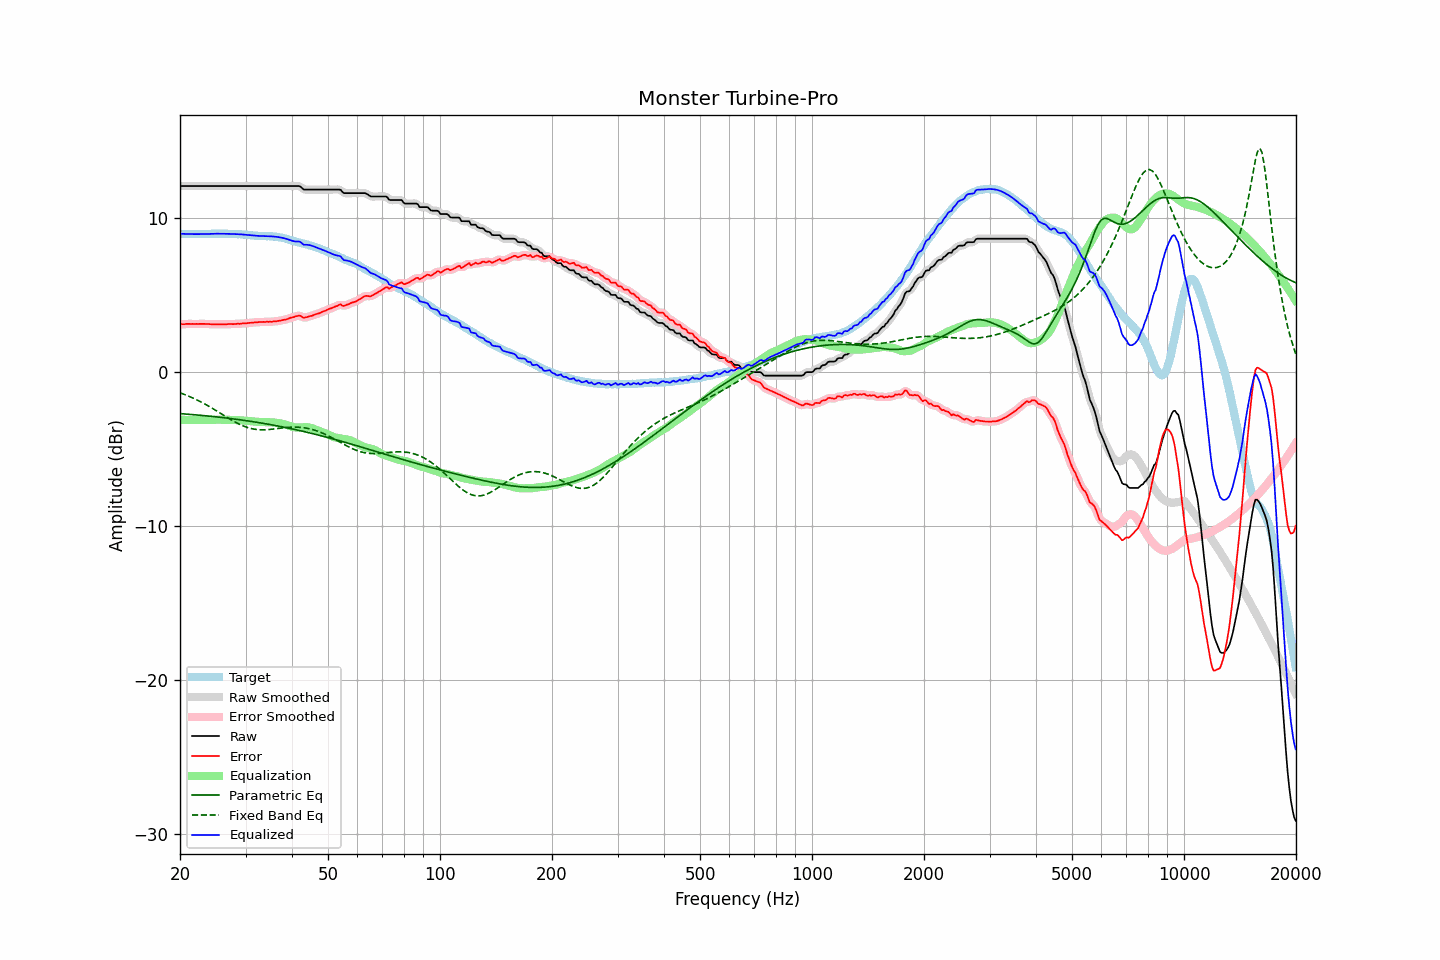 Monster Turbine-Pro
Amplitude (dBr)
10
0
−10
−20
−30
Target
Raw Smoothed
Error Smoothed
Raw
Error
Equalization
Parametric Eq
Fixed Band Eq
Equalized
20
50
100
200
500
1000
2000
5000
10000
20000
Frequency (Hz)